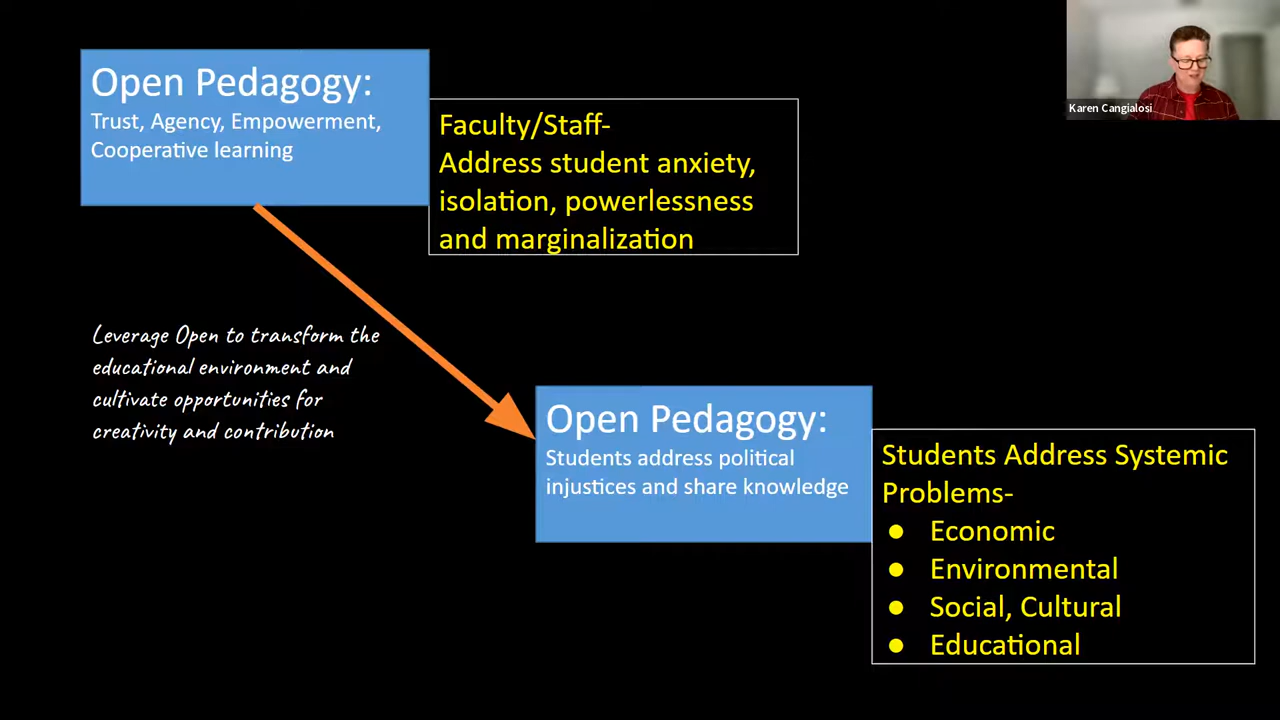 Open Pedagogy:
Trust, Agency, Empowerment,
Cooperative learning
Faculty/Staff-
Address student anxiety,
isolation, powerlessness
and marginalization
Karen Cangialosi
Leverage Open to transform the
educational environment and
cultivate opportunities for
creativity and contribution
Open Pedagogy:
Students address political
injustices and share knowledge
Students Address Systemic
Problems-
● Economic
● Environmental
● Social, Cultural
● Educational